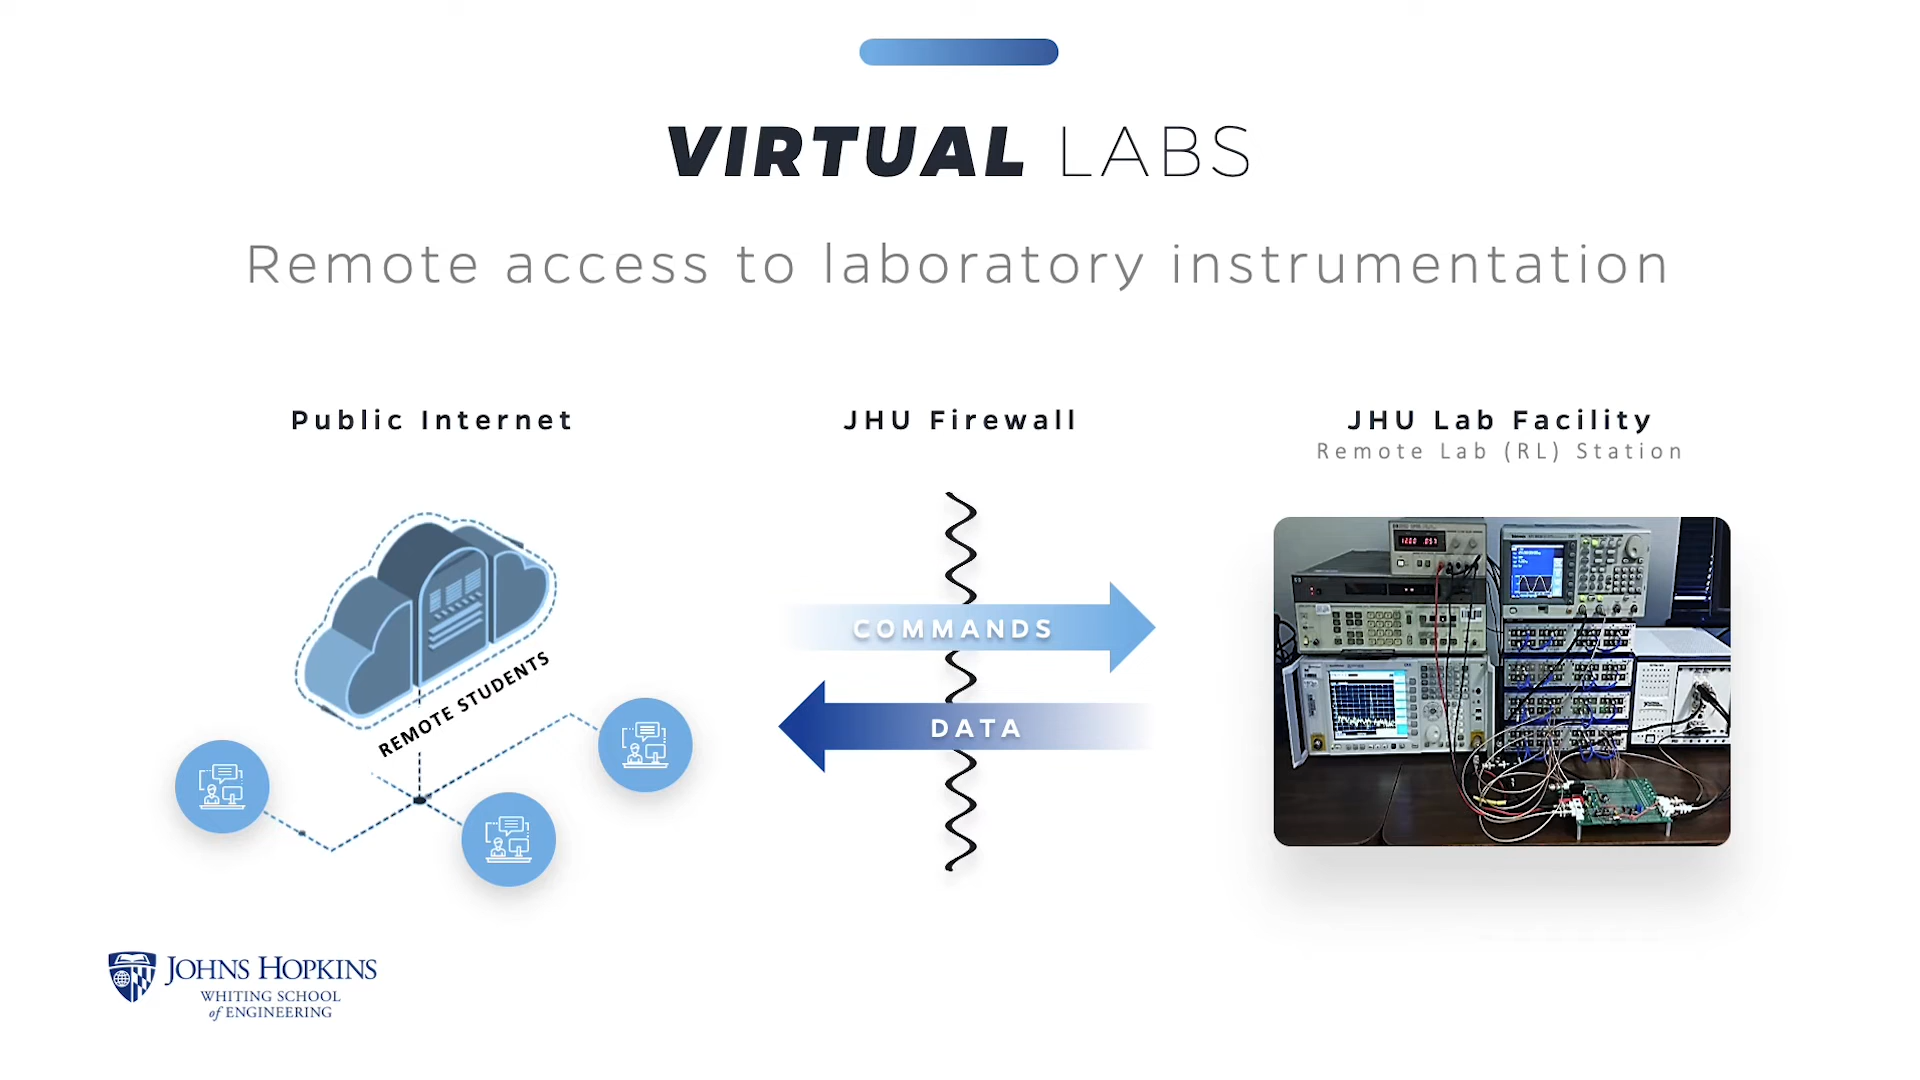 VIRTUAL LABS
Remote access to laboratory instrumentation
Public Internet
JHU Firewall
JHU Lab Facility
Remote Lab (RL) Station
REMOTE STUDENTS
COMMANDS
DATA
JOHNS HOPKINS
WHITING SCHOOL
of ENGINEERING